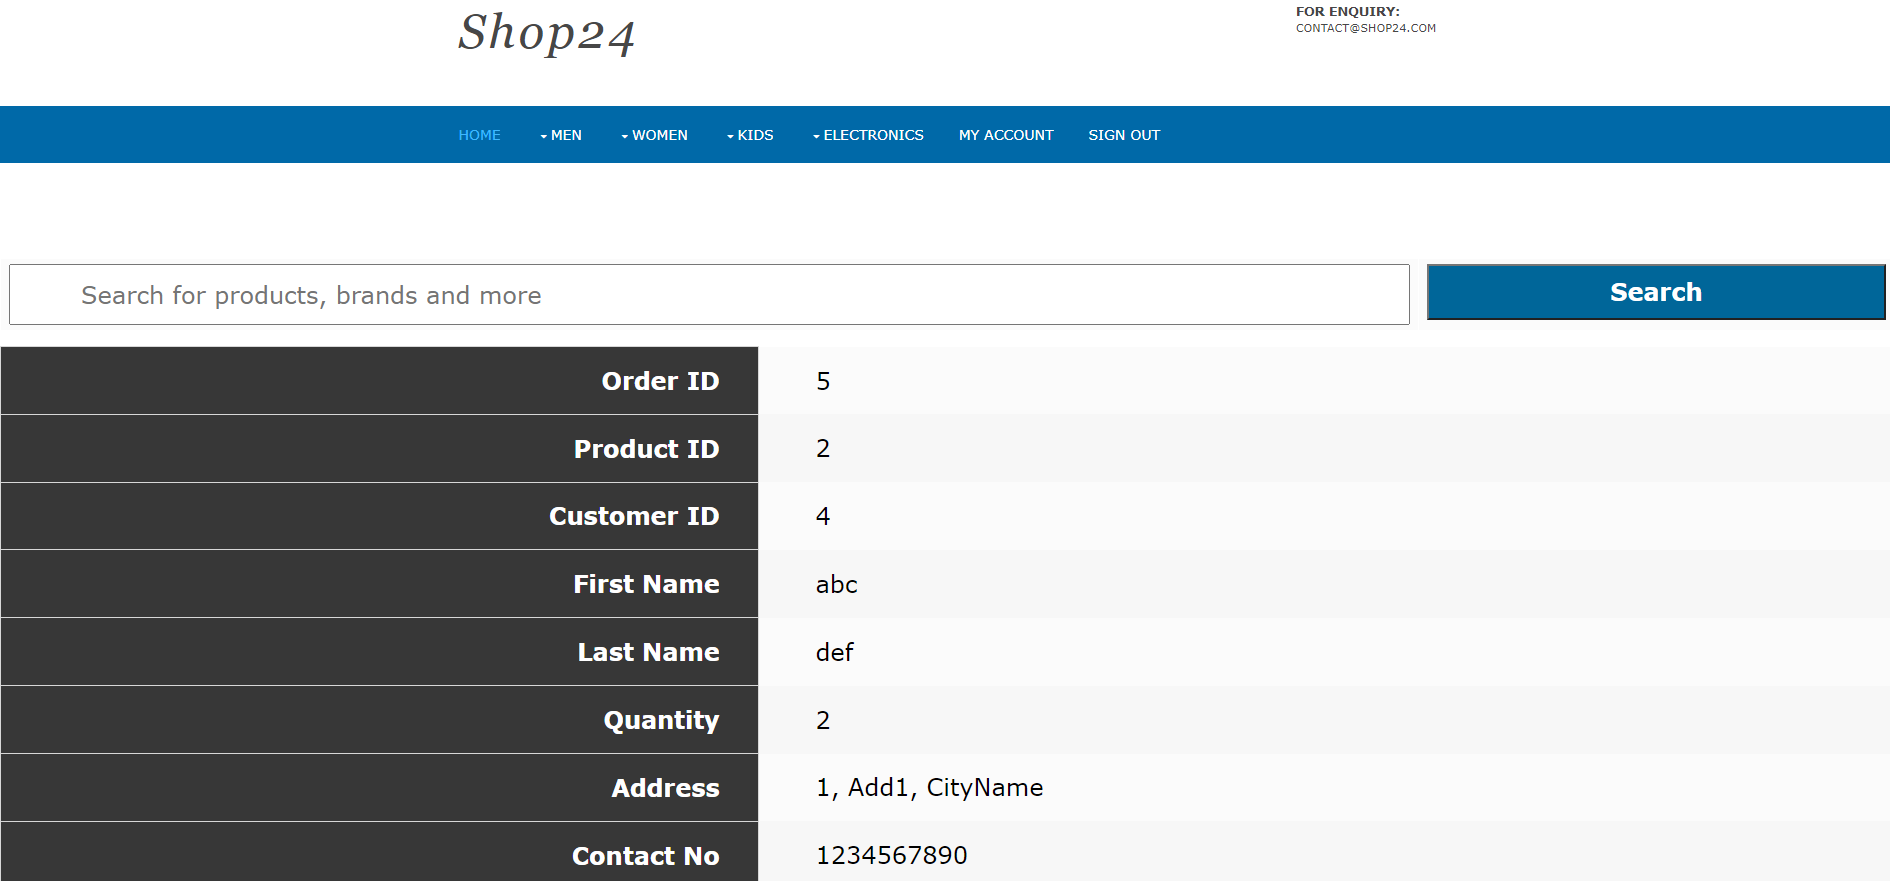 Shop24
FOR ENQUIRY:
CONTACT@SHOP24.COM
HOME MEN WOMEN KIDS ELECTRONICS MY ACCOUNT SIGN OUT
Search for products, brands and more Search
Order ID 5
Product ID 2
Customer ID 4
First Name abc
Last Name def
Quantity 2
Address 1, Add1, CityName
Contact No 1234567890